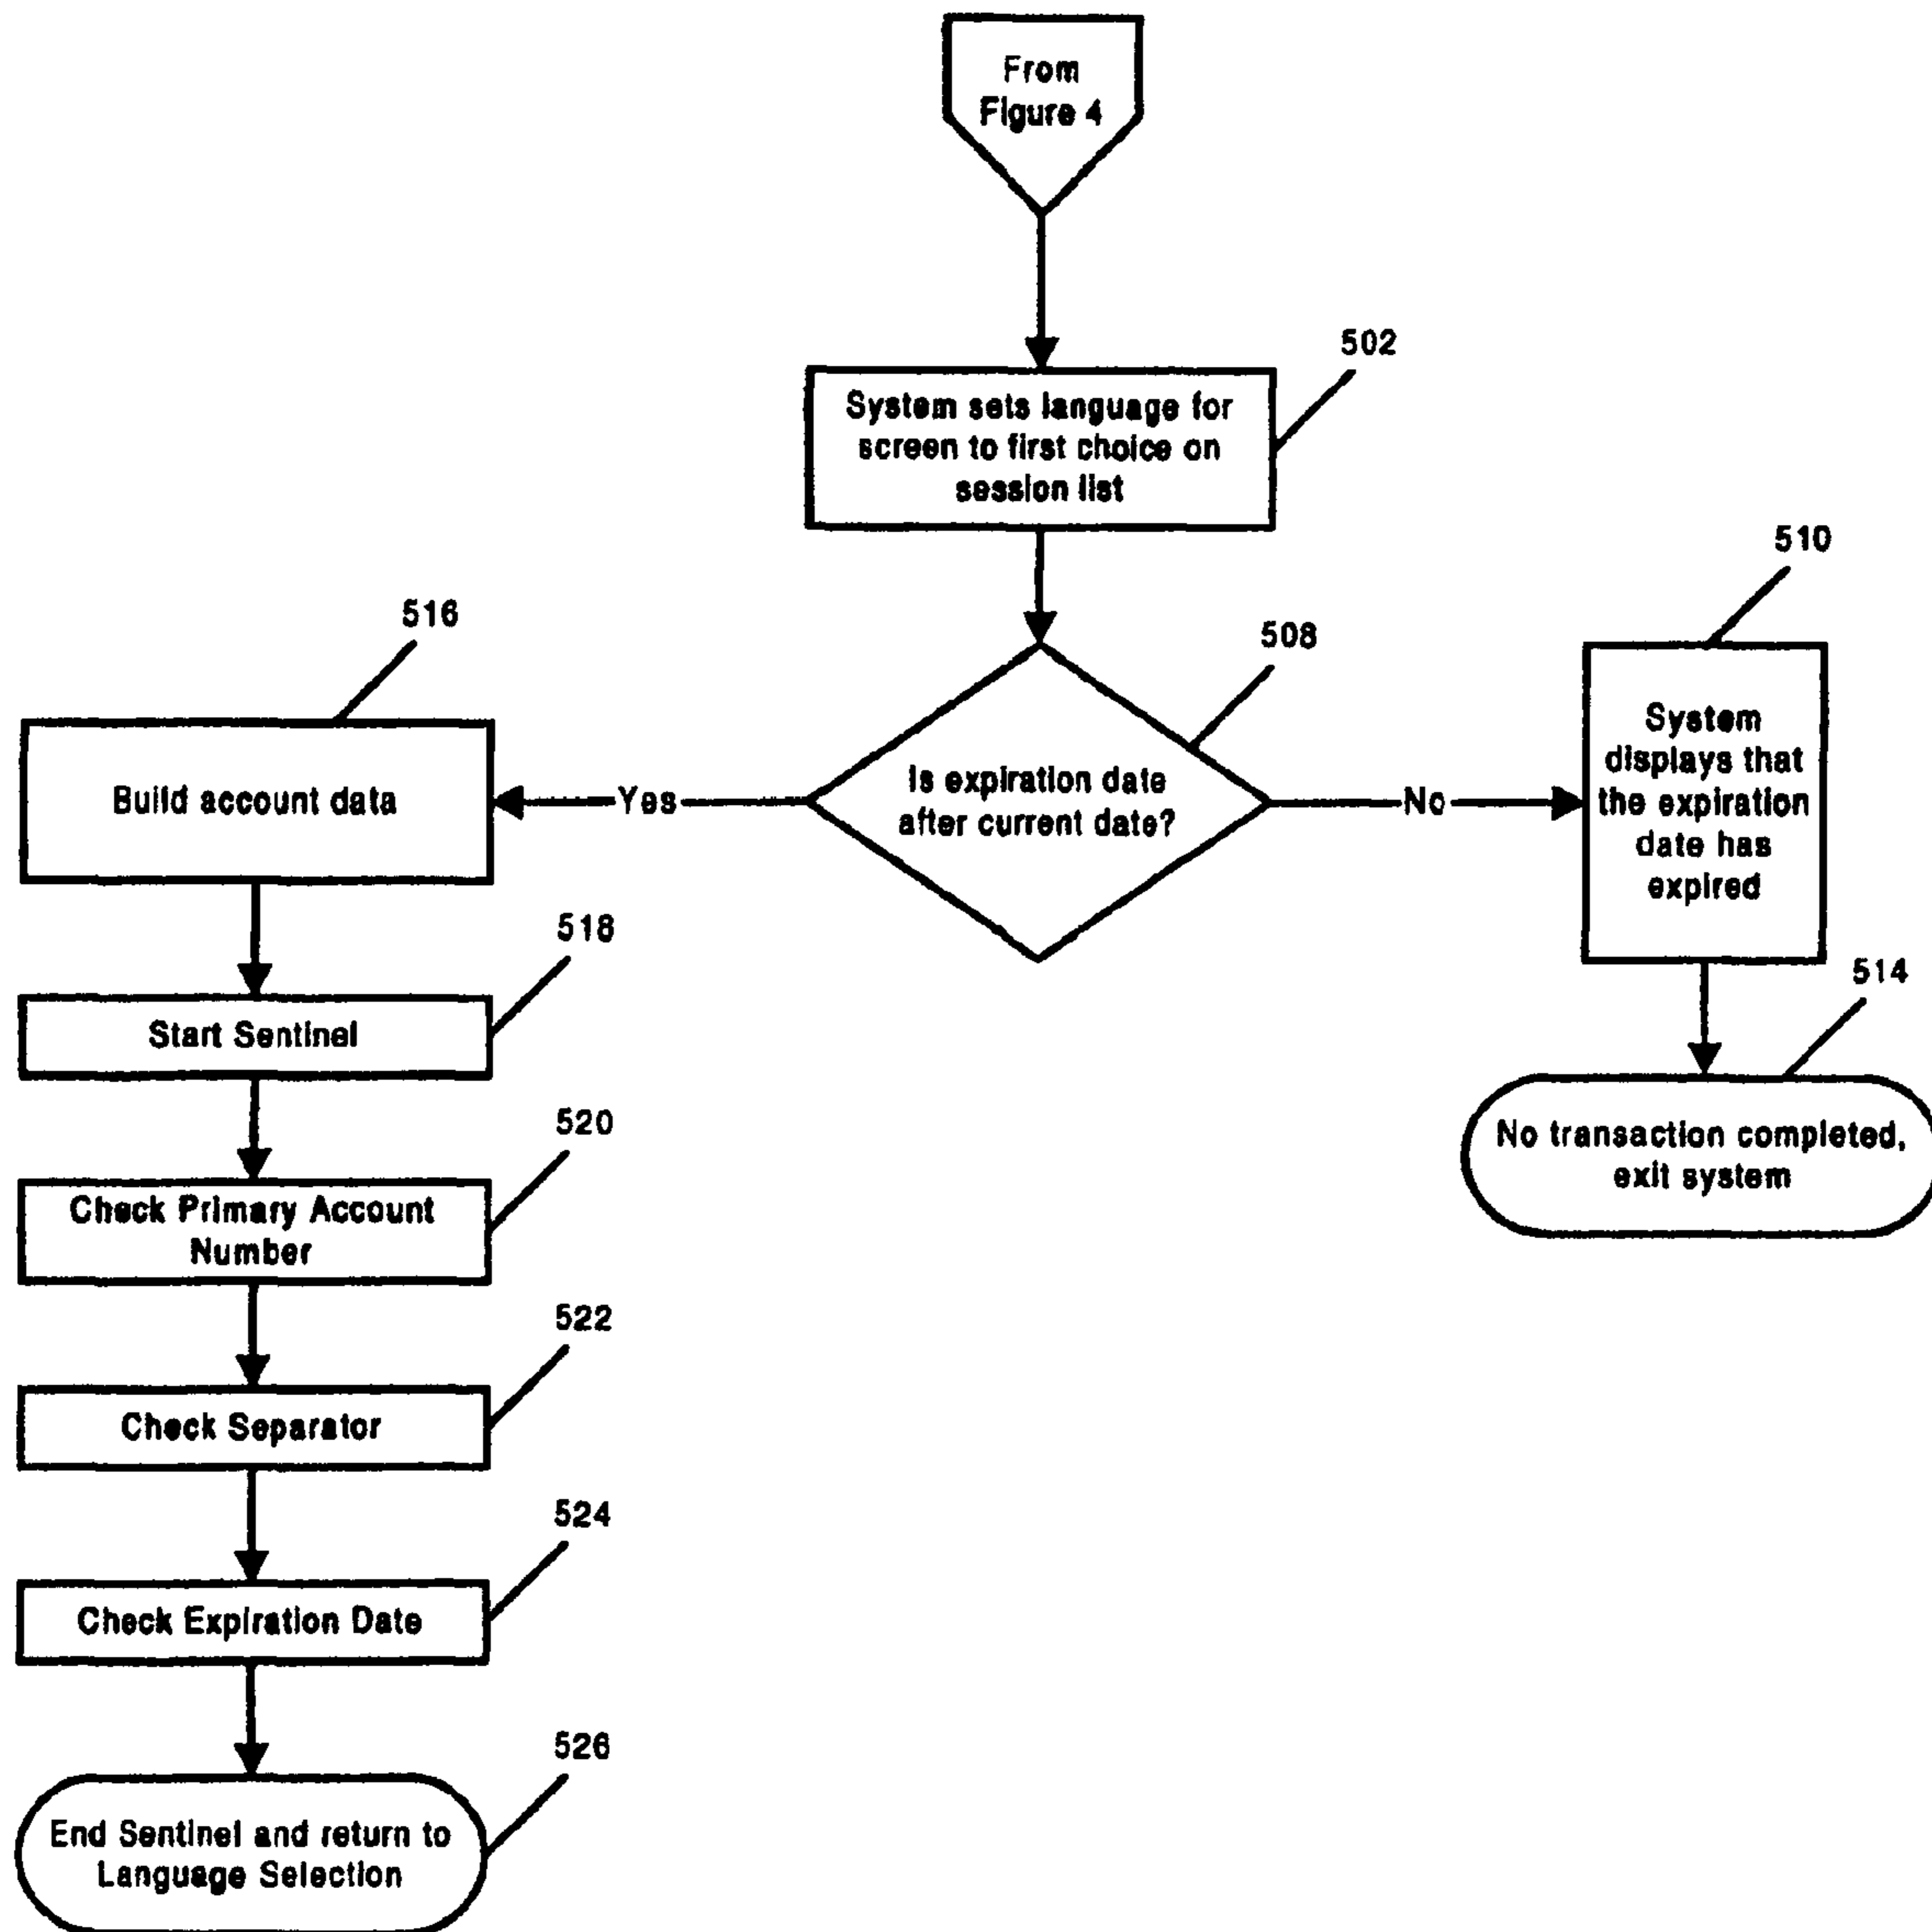 From
Figure 4
502
System sets language for
screen to first choice on
session list
510
516
508
System
displays that
the expiration
date has
expired
Build account data
Yes
Is expiration date
after current date?
No
518
514
Start Sentinel
520
No transaction completed,
exit system
Check Primary Account
Number
522
Check Separator
524
Check Expiration Date
526
End Sentinel and return to
Language Selection